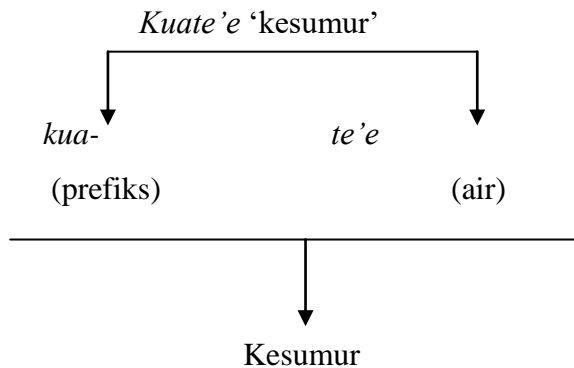 Kuate’e ‘kesumur’
kua- te’e
(prefiks) (air)
Kesumur